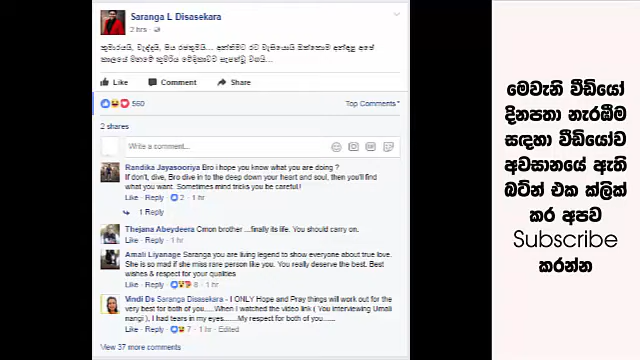 Saranga L Disasekara
2 hrs
Like Comment Share
560
Top Comments
2 shares
Write a comment...
Randika Jayasooriya Bro i hope you know what you are doing ?
If don't, dive, Bro dive in to the deep down your heart and soul, then you'll find
what you want. Sometimes mind tricks you be careful!
Like · Reply · 2 · 1 hr
1 Reply
Thejana Abeydeera Cmon brother ...finally its life. You should carry on.
Like · Reply · 1 hr
Amali Liyanage Saranga you are living legend to show everyone about true love.
She is so mad if she miss rare person like you. You really deserve the best. Best
wishes & respect for your qualities
Like · Reply · 8 · 1 hr
Vindi Ds Saranga Disasekara - I ONLY Hope and Pray things will work out for the
very best for both of you.....When I watched the video link ( You interviewing Umali
nangi ), I had tears in my eyes......My respect for both of you......
Like · Reply · 7 · 1 hr · Edited
View 37 more comments
මෙවැනි වීඩියෝ
දිනපතා නැරඹීම
සඳහා වීඩියෝව
අවසානයේ ඇති
බටන් එක ක්ලික්
කර අපව
Subscribe
කරන්න